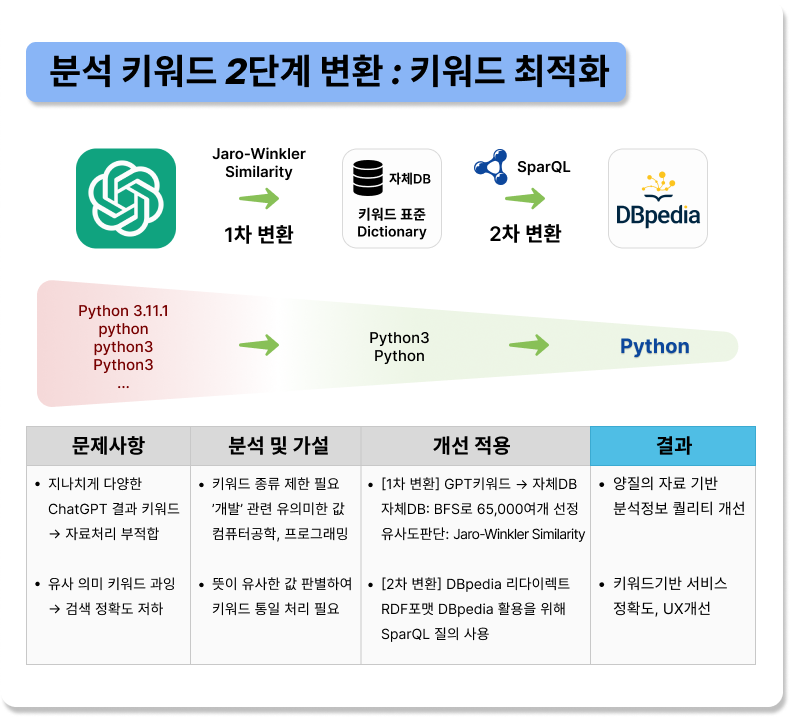 분석 키워드 2단계 변환 : 키워드 최적화
Jaro-Winkler
Similarity
1차 변환
자체DB
키워드 표준
Dictionary
SparQL
2차 변환
DBpedia
Python 3.11.1
python
python3
Python3
...
Python3
Python
Python
문제사항
분석 및 가설
개선 적용
결과
• 지나치게 다양한
ChatGPT 결과 키워드
→ 자료처리 부적합
• 유사 의미 키워드 과잉
→ 검색 정확도 저하
• 키워드 종류 제한 필요
'개발' 관련 유의미한 값
컴퓨터공학, 프로그래밍
• 뜻이 유사한 값 판별하여
키워드 통일 처리 필요
• [1차 변환] GPT키워드 → 자체DB
자체DB: BFS로 65,000여개 선정
유사도판단: Jaro-Winkler Similarity
• [2차 변환] DBpedia 리다이렉트
RDF포맷 DBpedia 활용을 위해
SparQL 질의 사용
• 양질의 자료 기반
분석정보 퀄리티 개선
• 키워드기반 서비스
정확도, UX개선